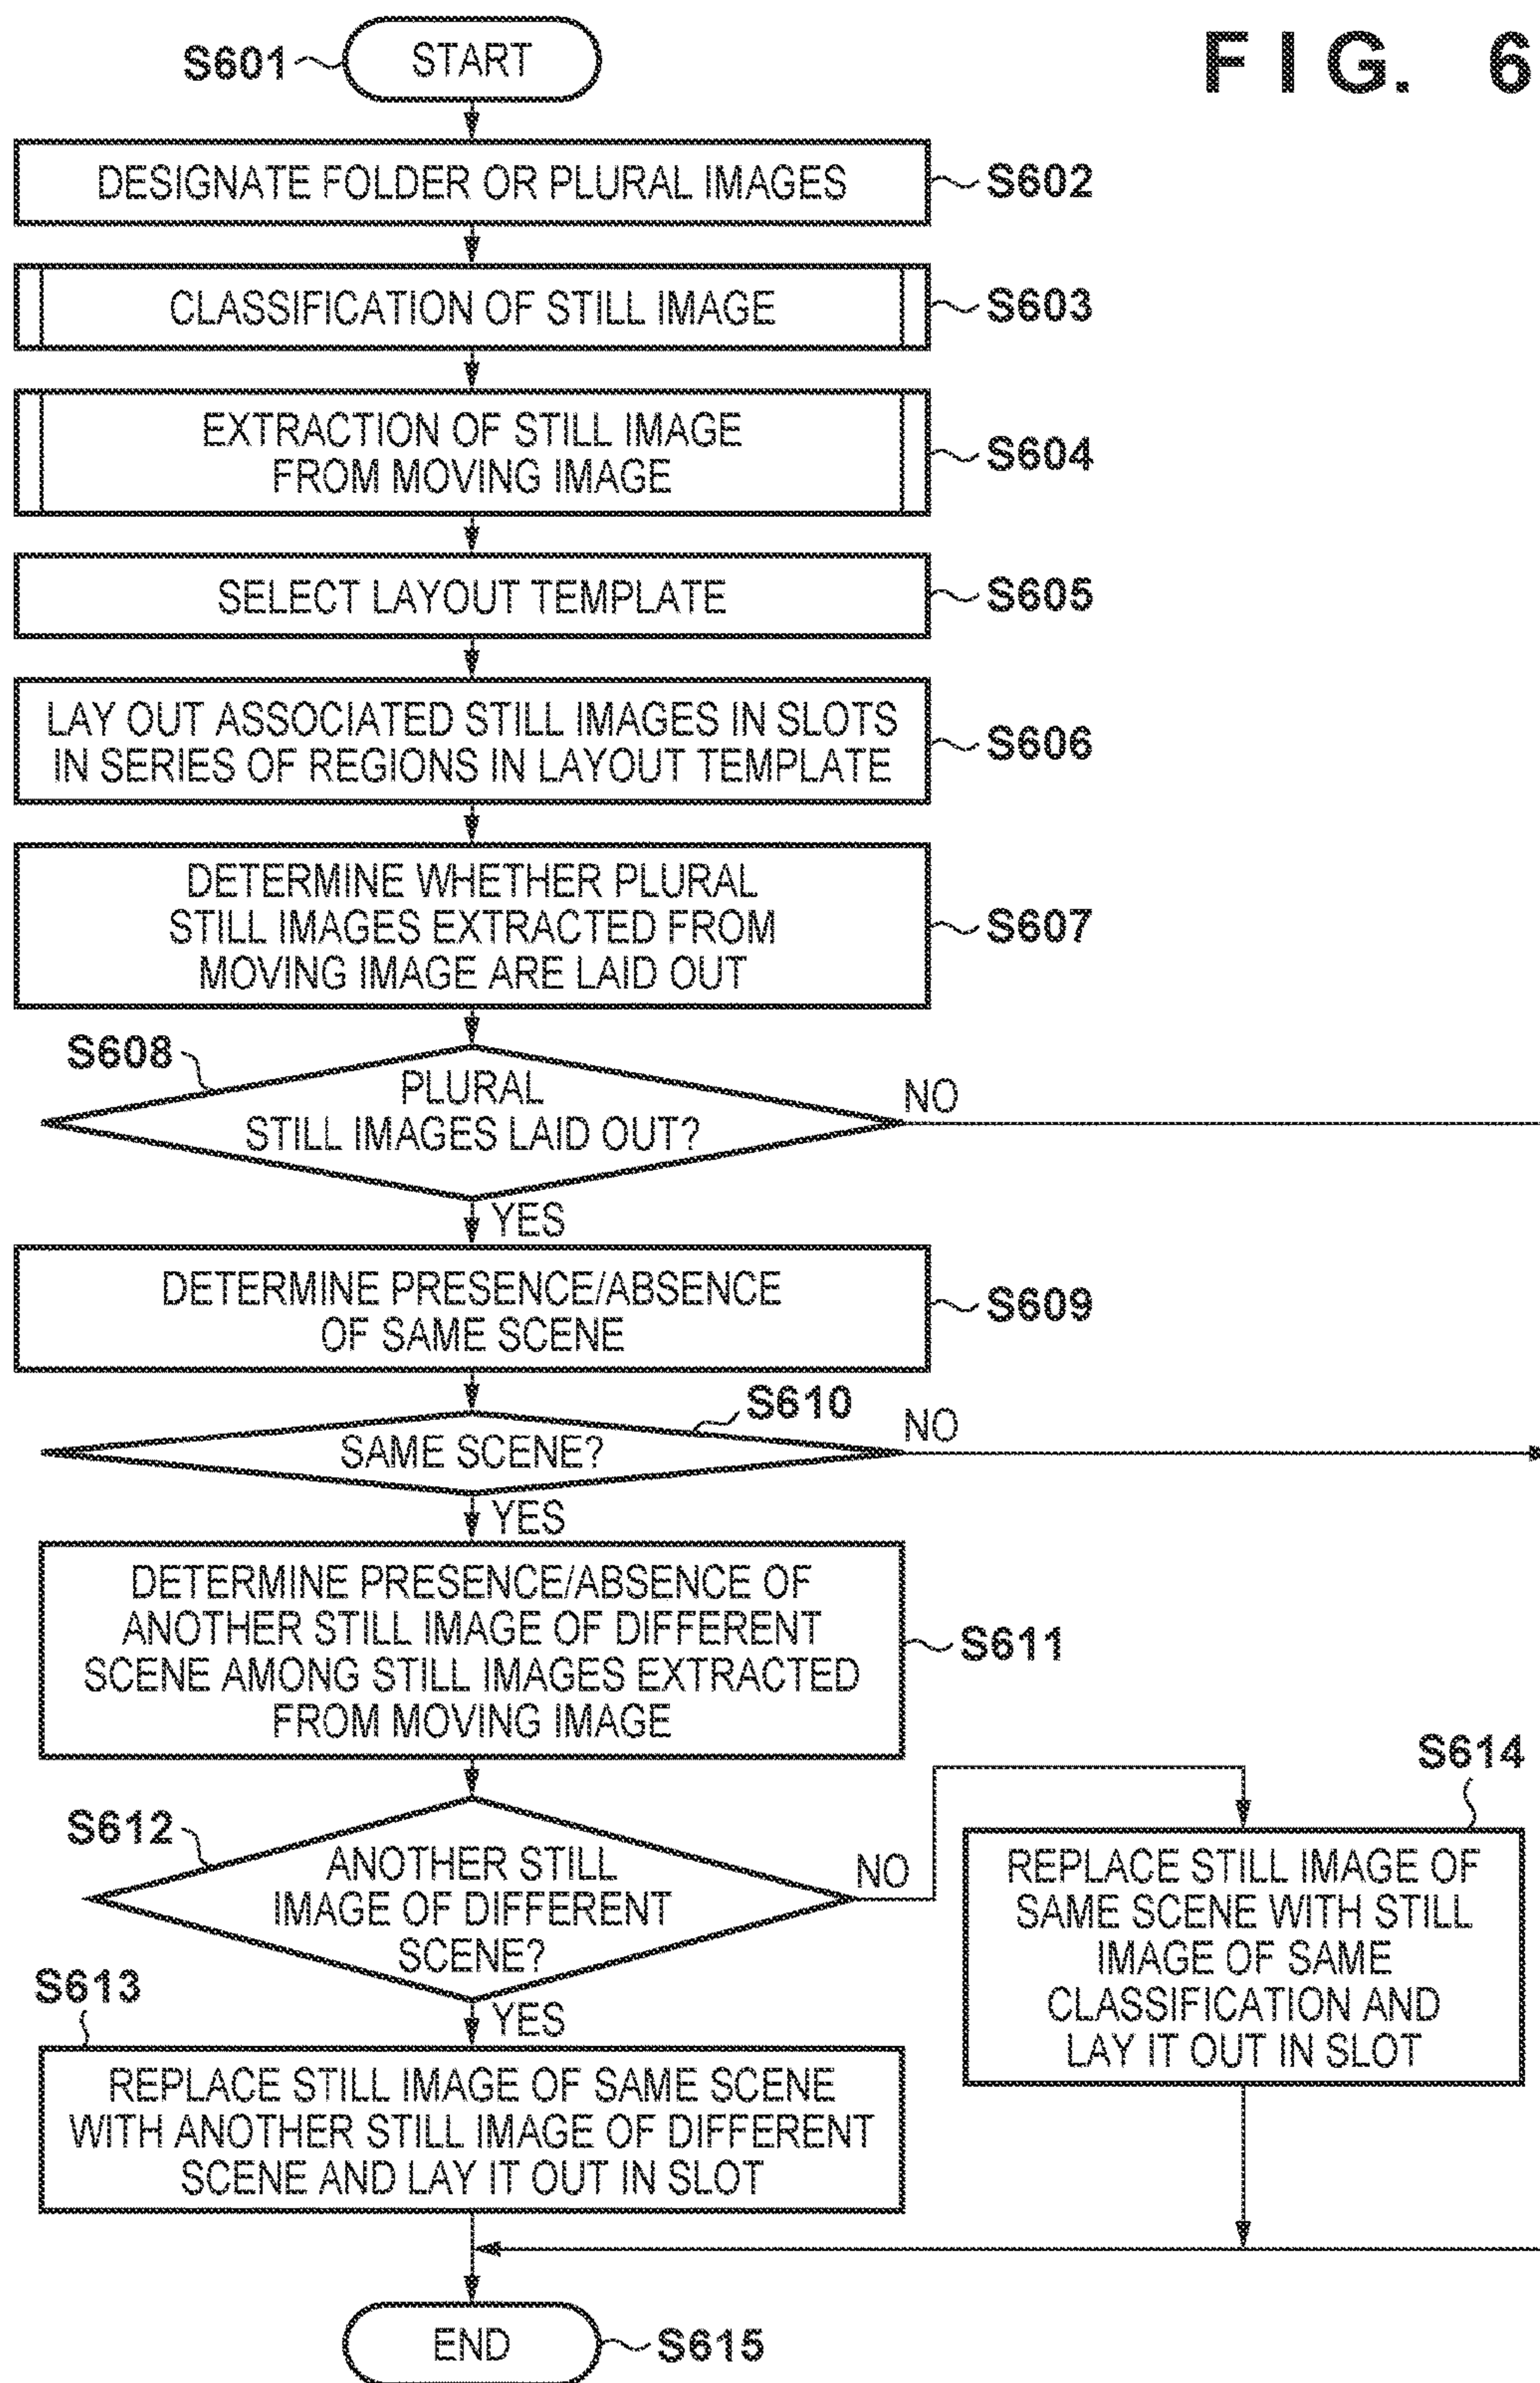 FIG. 6
S601
START
DESIGNATE FOLDER OR PLURAL IMAGES
S602
CLASSIFICATION OF STILL IMAGE
S603
EXTRACTION OF STILL IMAGE
FROM MOVING IMAGE
S604
SELECT LAYOUT TEMPLATE
S605
LAY OUT ASSOCIATED STILL IMAGES IN SLOTS
IN SERIES OF REGIONS IN LAYOUT TEMPLATE
S606
DETERMINE WHETHER PLURAL
STILL IMAGES EXTRACTED FROM
MOVING IMAGE ARE LAID OUT
S607
S608
PLURAL
STILL IMAGES LAID OUT?
NO
YES
DETERMINE PRESENCE/ABSENCE
OF SAME SCENE
S609
S610
SAME SCENE?
NO
YES
DETERMINE PRESENCE/ABSENCE OF
ANOTHER STILL IMAGE OF DIFFERENT
SCENE AMONG STILL IMAGES EXTRACTED
FROM MOVING IMAGE
S611
S612
ANOTHER STILL
IMAGE OF DIFFERENT
SCENE?
NO
YES
S614
REPLACE STILL IMAGE OF
SAME SCENE WITH STILL
IMAGE OF SAME
CLASSIFICATION AND
LAY IT OUT IN SLOT
S613
REPLACE STILL IMAGE OF SAME SCENE
WITH ANOTHER STILL IMAGE OF DIFFERENT
SCENE AND LAY IT OUT IN SLOT
END
S615